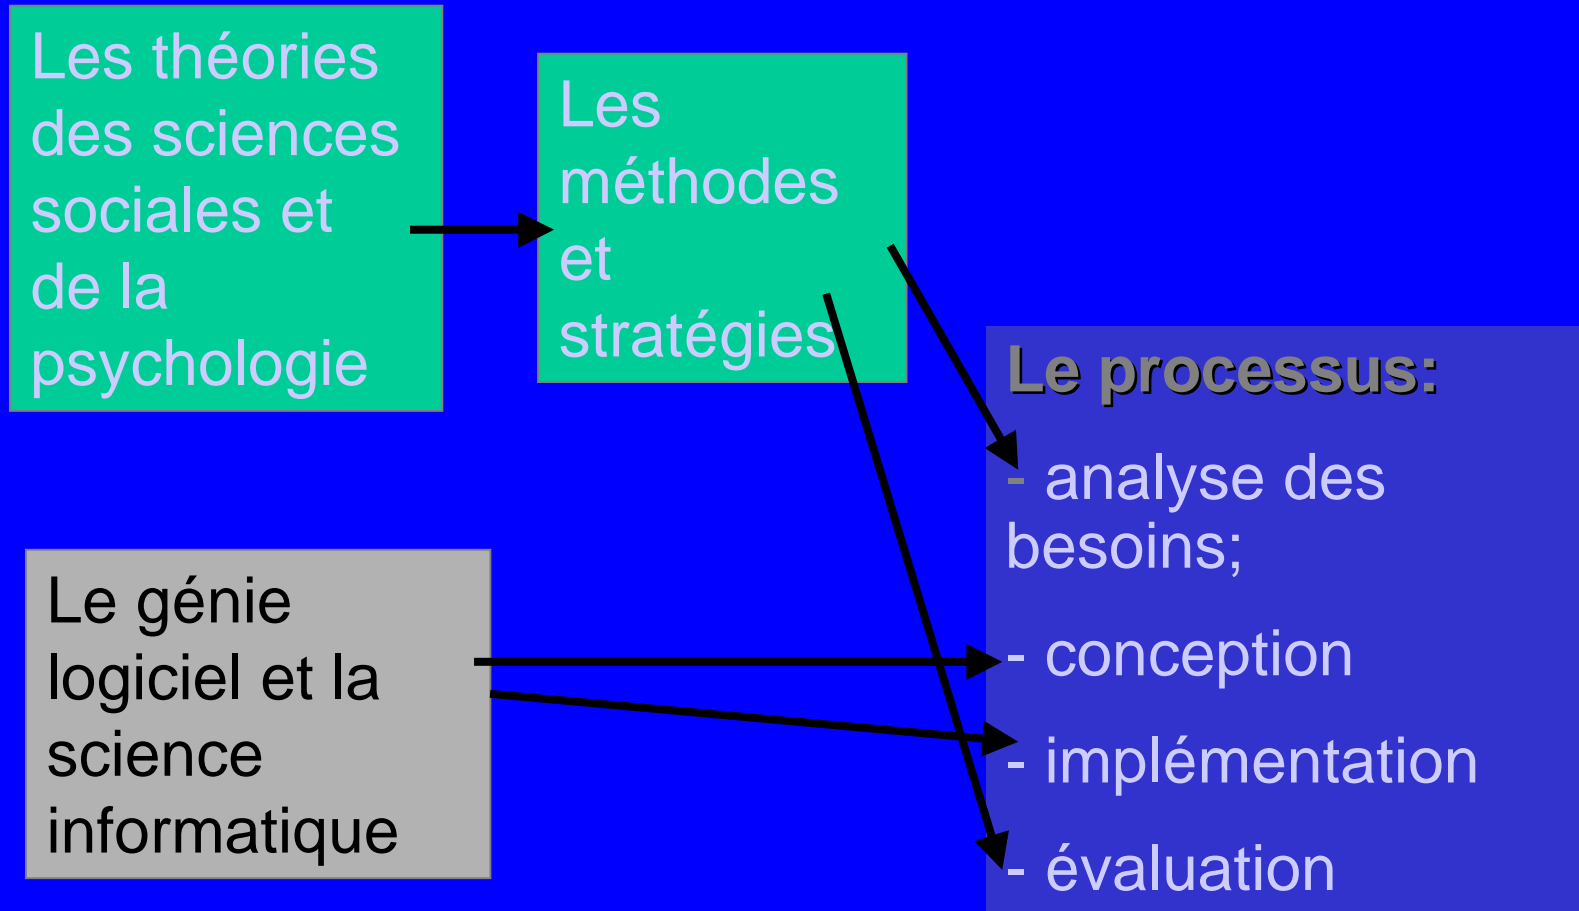 Les théories
des sciences
sociales et
de la
psychologie
Les
méthodes
et
stratégies
Le processus:
- analyse des
besoins;
- conception
- implémentation
- évaluation
Le génie
logiciel et la
science
informatique